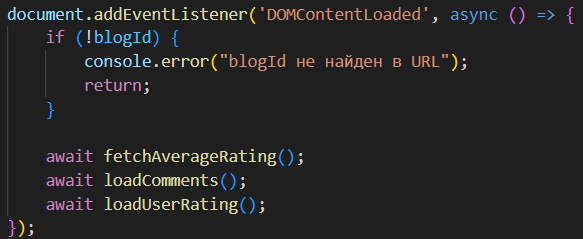 document.addEventListener('DOMContentLoaded', async () => {
    if (!blogId) {
        console.error("blogId не найден в URL");
        return;
    }

    await fetchAverageRating();
    await loadComments();
    await loadUserRating();
});